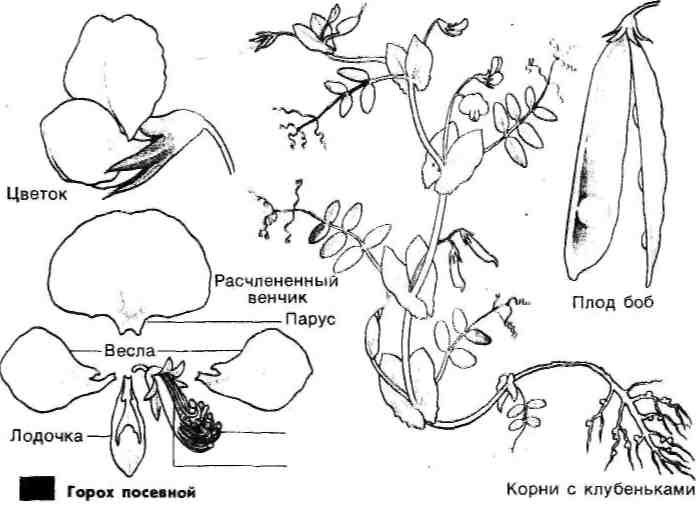 Цветок
Расчлененный
венчик
Парус
Весла
Лодочка
Плод боб
Горох посевной
Корни с клубеньками